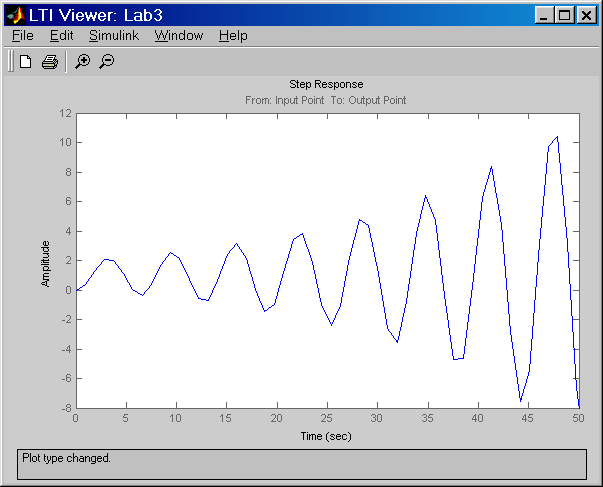 LTI Viewer: Lab3
File Edit Simulink Window Help
Step Response
From: Input Point To: Output Point
12
10
8
6
4
2
0
-2
-4
-6
-8
Amplitude
0 5 10 15 20 25 30 35 40 45 50
Time (sec)
Plot type changed.